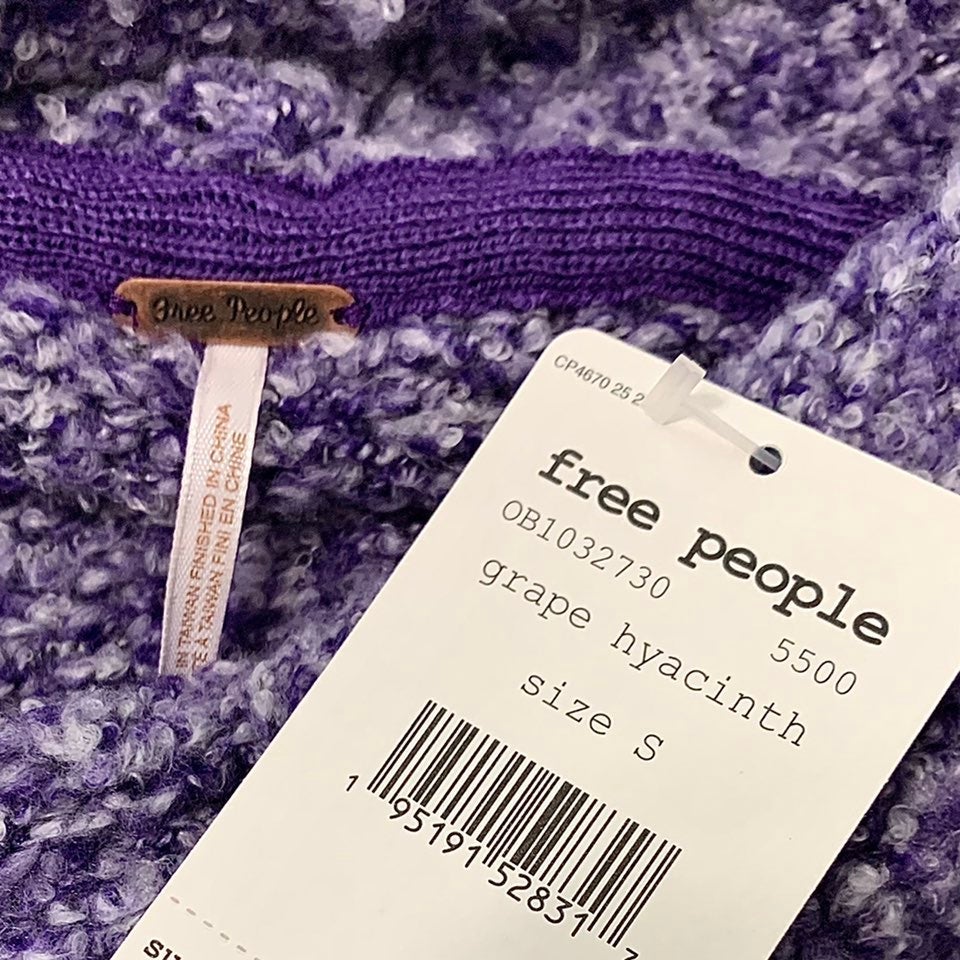 Free People
IN TAIWAN FINISHED IN CHINA
E A TAIWAN FINI EN CHINE
CP4670 25 2
free people
OB1032730
5500
grape hyacinth
size S
1 95191 52831 7